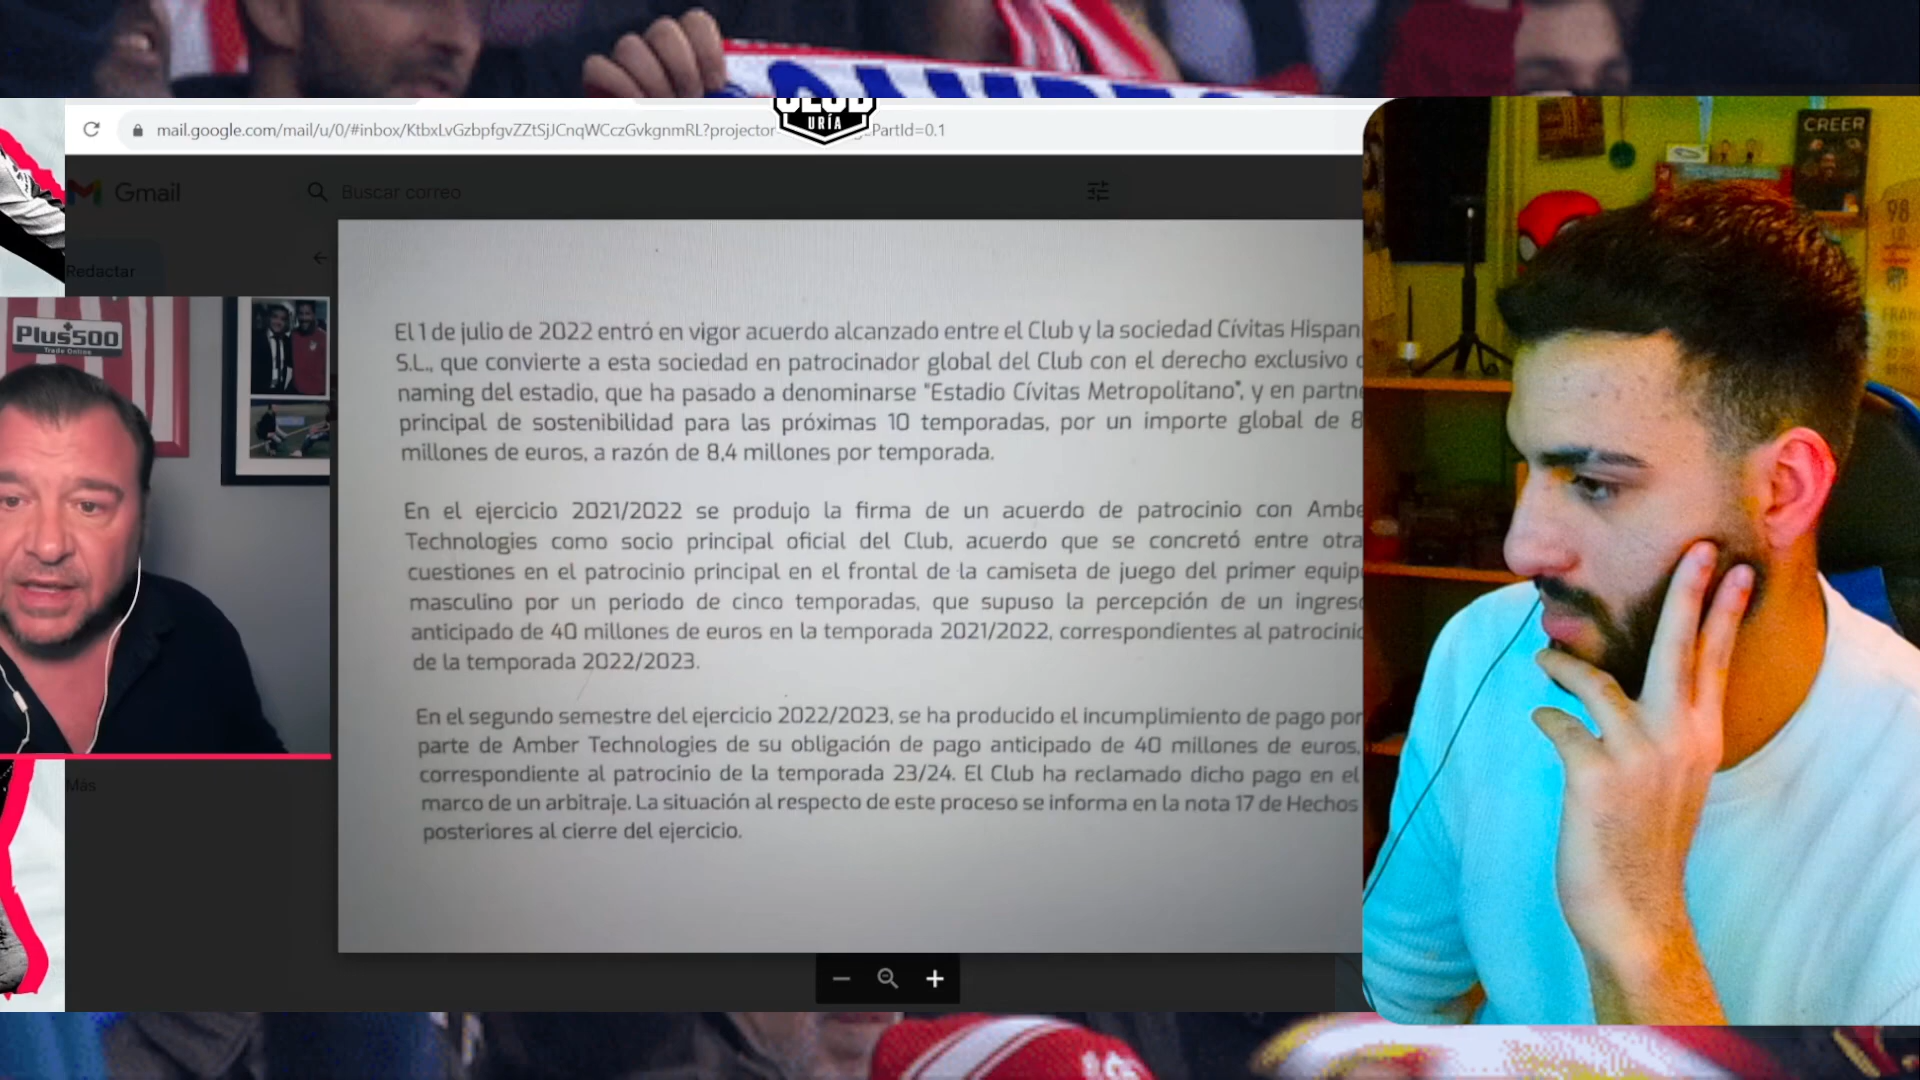 CLUB
URÍA
mail.google.com/mail/u/0/#inbox/KtbxLvGzbpfgvZZtSjJCnqWCczGvkgnmRL?projector PartId=0.1
CREER
Gmail
Buscar correo
98
Redactar
Plus500
Trade Online
El 1 de julio de 2022 entró en vigor acuerdo alcanzado entre el Club y la sociedad Cívitas Hispan
S.L., que convierte a esta sociedad en patrocinador global del Club con el derecho exclusivo
naming del estadio, que ha pasado a denominarse "Estadio Cívitas Metropolitano", y en partne
principal de sostenibilidad para las próximas 10 temporadas, por un importe global de 8
millones de euros, a razón de 8,4 millones por temporada.
En el ejercicio 2021/2022 se produjo la firma de un acuerdo de patrocinio con Ambe
Technologies como socio principal oficial del Club, acuerdo que se concretó entre otra
cuestiones en el patrocinio principal en el frontal de la camiseta de juego del primer equip
masculino por un periodo de cinco temporadas, que supuso la percepción de un ingres
anticipado de 40 millones de euros en la temporada 2021/2022, correspondientes al patrocini
de la temporada 2022/2023.
En el segundo semestre del ejercicio 2022/2023, se ha producido el incumplimiento de pago por
parte de Amber Technologies de su obligación de pago anticipado de 40 millones de euros,
correspondiente al patrocinio de la temporada 23/24. El Club ha reclamado dicho pago en el
marco de un arbitraje. La situación al respecto de este proceso se informa en la nota 17 de Hechos
posteriores al cierre del ejercicio.
Más